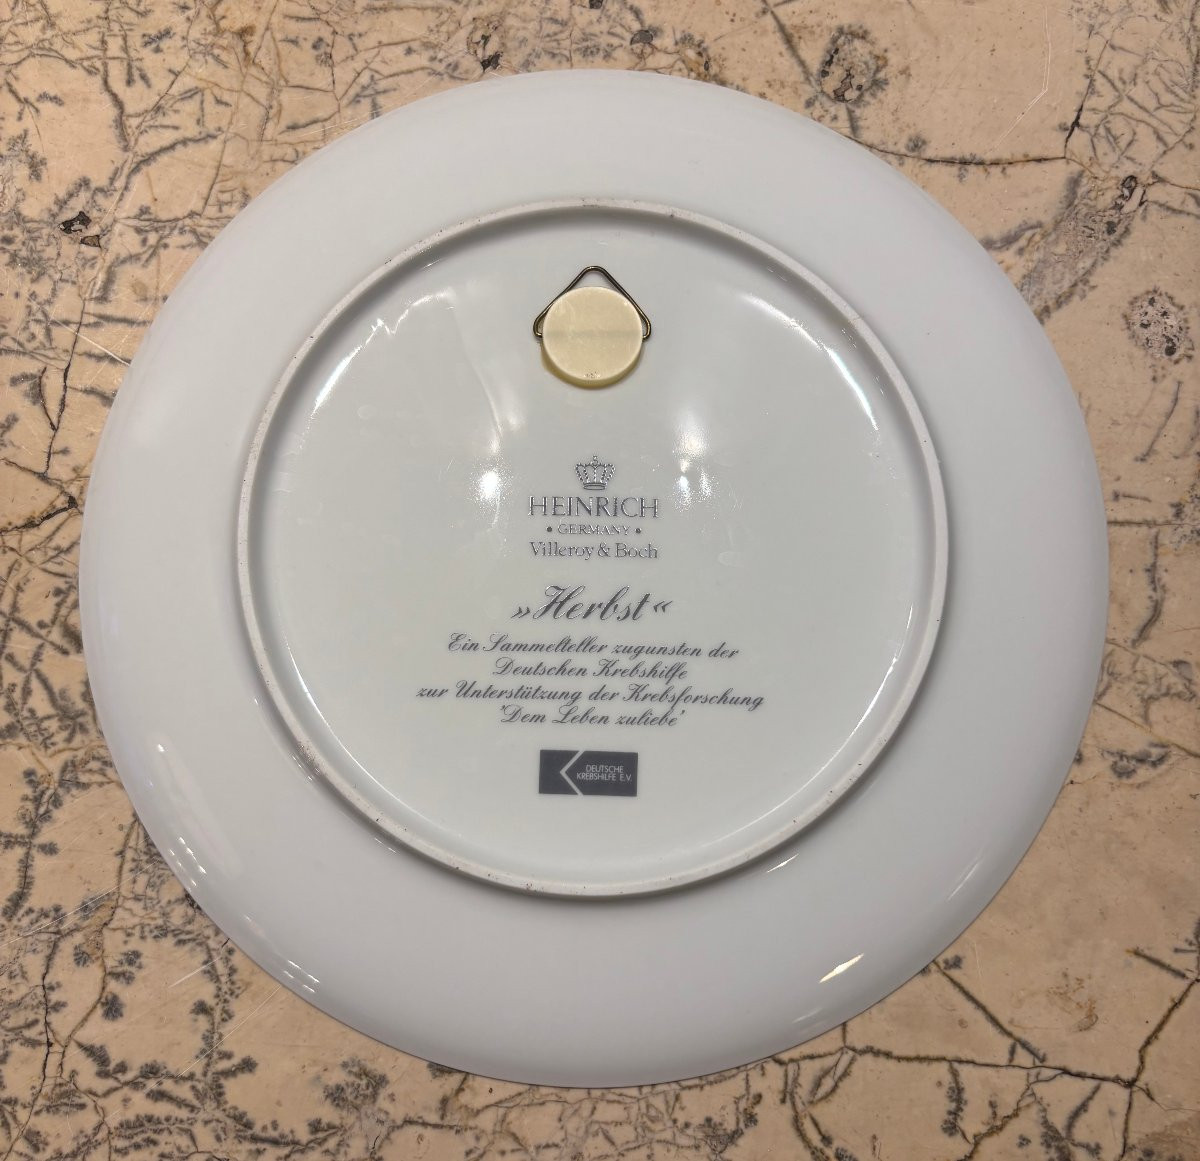 HEINRICH
• GERMANY •
Villeroy & Boch
»Herbst«
Ein Sammelteller zugunsten der
Deutschen Krebshilfe
zur Unterstützung der Krebsforschung
"Dem Leben zuliebe"
DEUTSCHE
KREBSHILFE E.V.